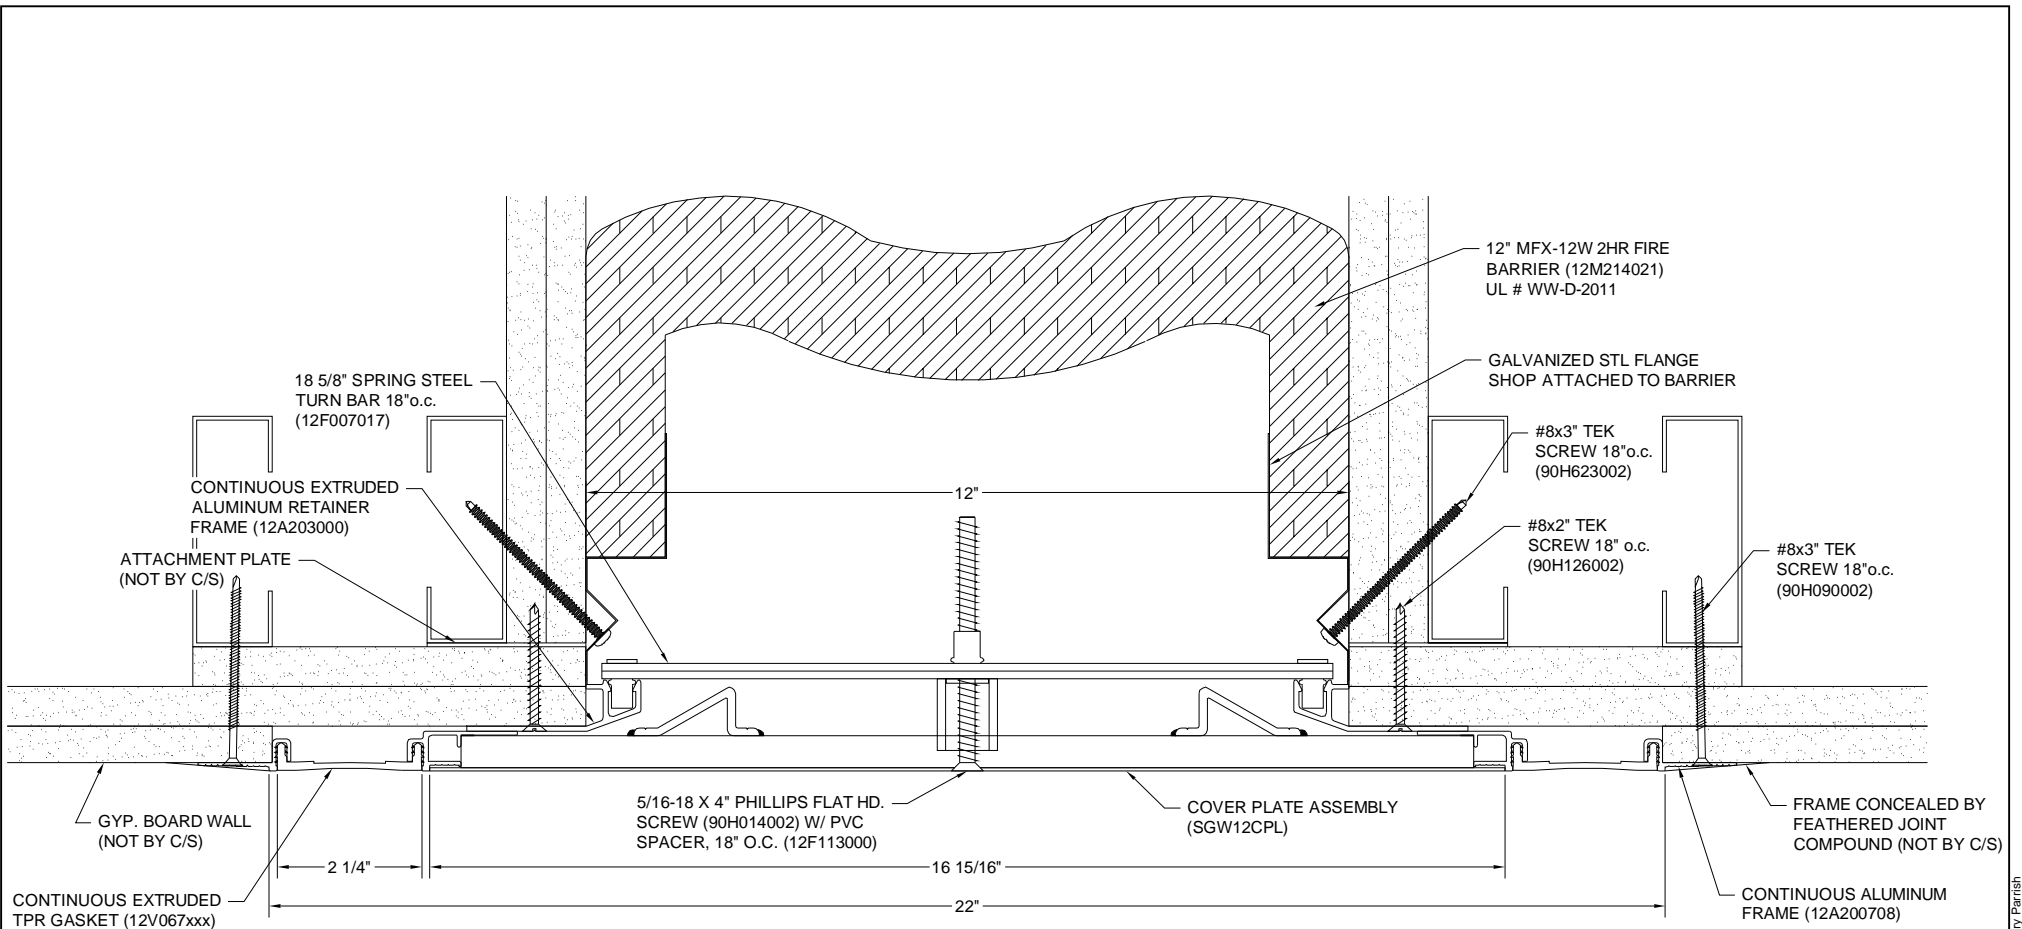 12" MFX-12W 2HR FIRE
BARRIER (12M214021)
UL # WW-D-2011
GALVANIZED STL FLANGE
SHOP ATTACHED TO BARRIER
18 5/8" SPRING STEEL
TURN BAR 18"o.c.
(12F007017)
#8x3" TEK
SCREW 18"o.c.
(90H623002)
CONTINUOUS EXTRUDED
ALUMINUM RETAINER
FRAME (12A203000)
12"
#8x2" TEK
SCREW 18" o.c.
(90H126002)
ATTACHMENT PLATE
(NOT BY C/S)
#8x3" TEK
SCREW 18"o.c.
(90H090002)
5/16-18 X 4" PHILLIPS FLAT HD.
SCREW (90H014002) W/ PVC
SPACER, 18" O.C. (12F113000)
COVER PLATE ASSEMBLY
(SGW12CPL)
FRAME CONCEALED BY
FEATHERED JOINT
COMPOUND (NOT BY C/S)
GYP. BOARD WALL
(NOT BY C/S)
2 1/4"
16 15/16"
CONTINUOUS EXTRUDED
TPR GASKET (12V067xxx)
22"
CONTINUOUS ALUMINUM
FRAME (12A200708)
Parrish